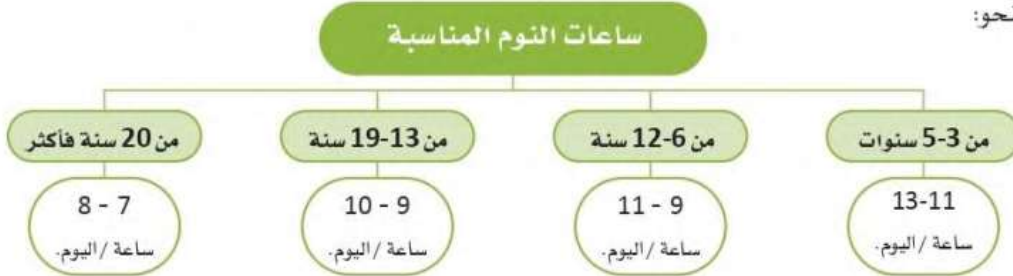 نحو:
ساعات النوم المناسبة
من 3-5 سنوات
من 6-12 سنة
من 13-19 سنة
من 20 سنة فأكثر
11-13
ساعة / اليوم.
9 - 11
ساعة / اليوم.
9 - 10
ساعة / اليوم.
7 - 8
ساعة / اليوم.